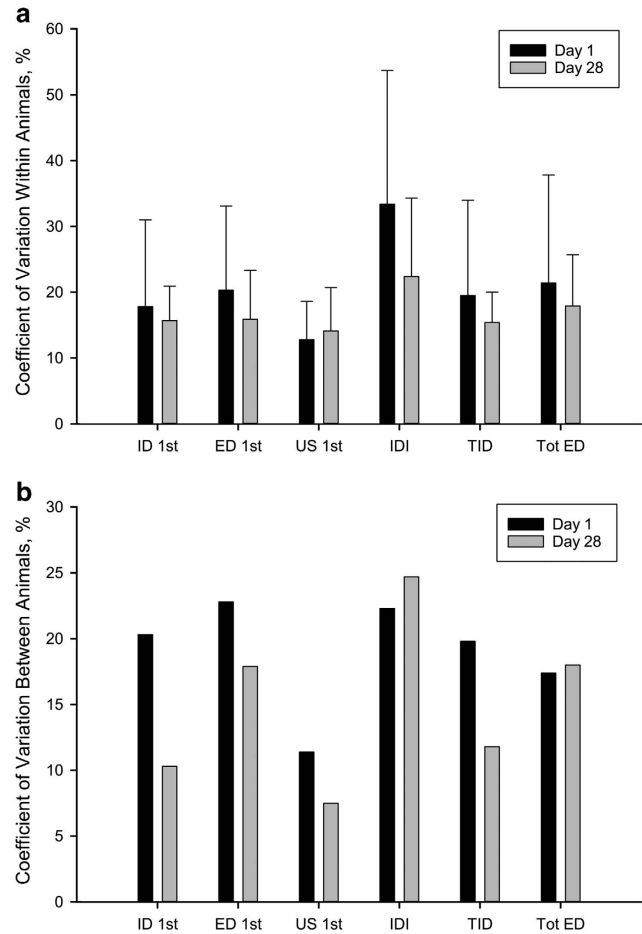 a
Coefficient of Variation Within Animals, %
60
50
40
30
20
10
0
Day 1
Day 28
ID 1st ED 1st US 1st IDI TID Tot ED
b
Coefficient of Variation Between Animals, %
30
25
20
15
10
5
0
Day 1
Day 28
ID 1st ED 1st US 1st IDI TID Tot ED